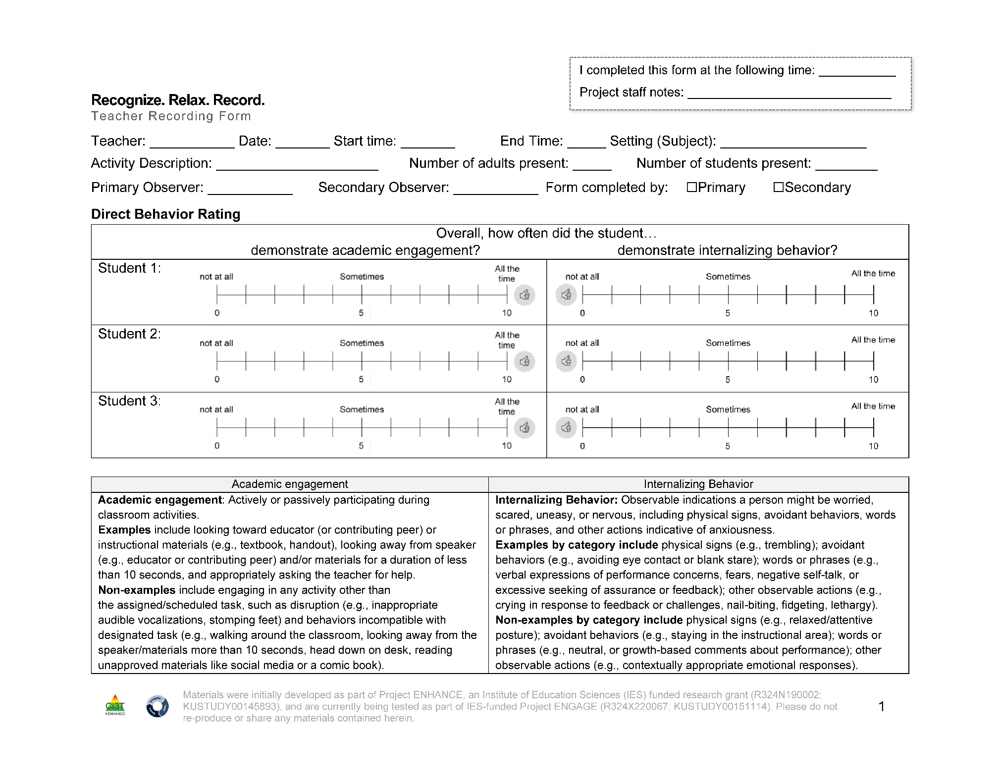 I completed this form at the following time: ____________
Project staff notes: ______________________________
Recognize. Relax. Record.
Teacher Recording Form
Teacher: ___________ Date: _______ Start time: _______ End Time: _____ Setting (Subject): ___________________
Activity Description: _____________________ Number of adults present: _____ Number of students present: ________
Primary Observer: ___________ Secondary Observer: ___________ Form completed by: ☐Primary ☐Secondary
Direct Behavior Rating
Overall, how often did the student…
demonstrate academic engagement? demonstrate internalizing behavior?
Student 1:
not at all Sometimes All the time
0 5 10
not at all Sometimes All the time
0 5 10
Student 2:
not at all Sometimes All the time
0 5 10
not at all Sometimes All the time
0 5 10
Student 3:
not at all Sometimes All the time
0 5 10
not at all Sometimes All the time
0 5 10
Academic engagement
Academic engagement: Actively or passively participating during
classroom activities.
Examples include looking toward educator (or contributing peer) or
instructional materials (e.g., textbook, handout), looking away from speaker
(e.g., educator or contributing peer) and/or materials for a duration of less
than 10 seconds, and appropriately asking the teacher for help.
Non-examples include engaging in any activity other than
the assigned/scheduled task, such as disruption (e.g., inappropriate
audible vocalizations, stomping feet) and behaviors incompatible with
designated task (e.g., walking around the classroom, looking away from the
speaker/materials more than 10 seconds, head down on desk, reading
unapproved materials like social media or a comic book).
Internalizing Behavior
Internalizing Behavior: Observable indications a person might be worried,
scared, uneasy, or nervous, including physical signs, avoidant behaviors, words
or phrases, and other actions indicative of anxiousness.
Examples by category include physical signs (e.g., trembling); avoidant
behaviors (e.g., avoiding eye contact or blank stare); words or phrases (e.g.,
verbal expressions of performance concerns, fears, negative self-talk, or
excessive seeking of assurance or feedback); other observable actions (e.g.,
crying in response to feedback or challenges, nail-biting, fidgeting, lethargy).
Non-examples by category include physical signs (e.g., relaxed/attentive
posture); avoidant behaviors (e.g., staying in the instructional area); words or
phrases (e.g., neutral, or growth-based comments about performance); other
observable actions (e.g., contextually appropriate emotional responses).
Ci3T
+ENHANCE
Recognize
Materials were initially developed as part of Project ENHANCE, an Institute of Education Sciences (IES) funded research grant (R324N190002;
KUSTUDY00145893), and are currently being tested as part of IES-funded Project ENGAGE (R324X220067; KUSTUDY00151114). Please do not
re-produce or share any materials contained herein.
1